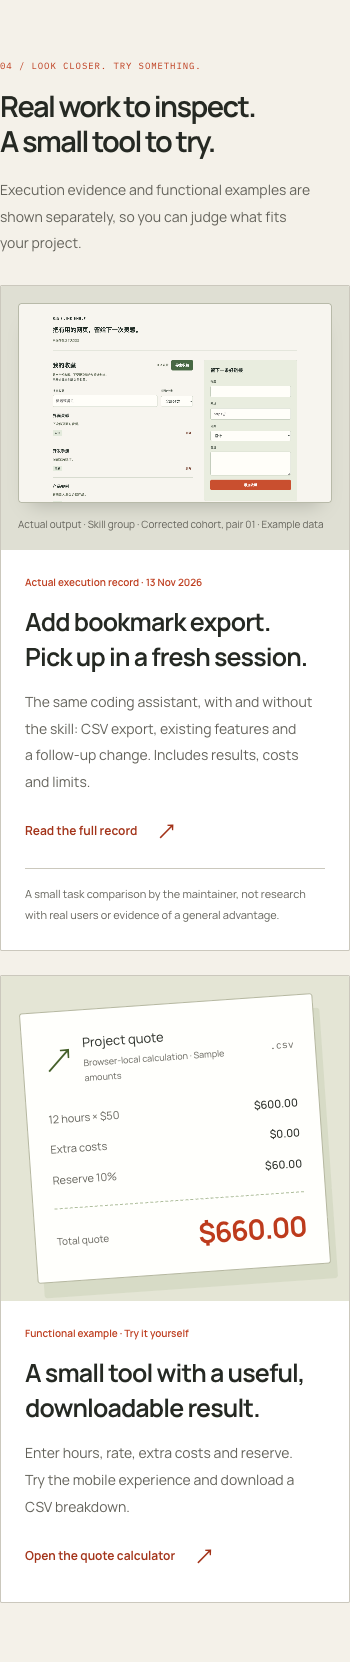 04 / LOOK CLOSER. TRY SOMETHING.
Real work to inspect.
A small tool to try.
Execution evidence and functional examples are
shown separately, so you can judge what fits
your project.
我的收藏
Actual output · Skill group · Corrected cohort, pair 01 · Example data
Actual execution record · 13 Nov 2026
Add bookmark export.
Pick up in a fresh session.
The same coding assistant, with and without
the skill: CSV export, existing features and
a follow-up change. Includes results, costs
and limits.
Read the full record
A small task comparison by the maintainer, not research
with real users or evidence of a general advantage.
Project quote
.csv
Browser-local calculation · Sample
amounts
12 hours × $50 $600.00
Extra costs $0.00
Reserve 10% $60.00
Total quote $660.00
Functional example · Try it yourself
A small tool with a useful,
downloadable result.
Enter hours, rate, extra costs and reserve.
Try the mobile experience and download a
CSV breakdown.
Open the quote calculator